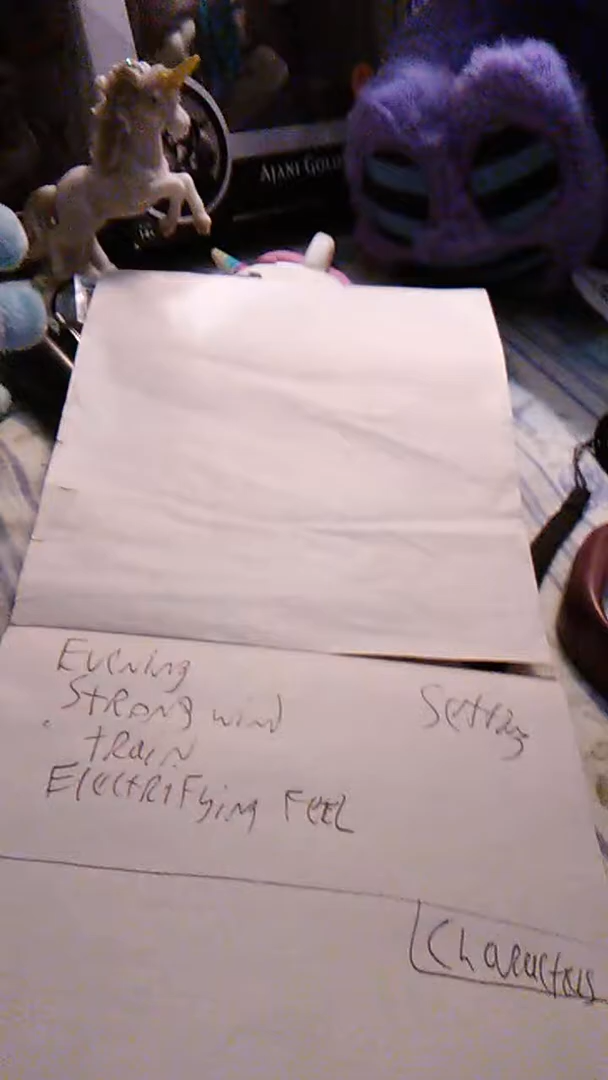 AJANI GOLD
Evening
Strong wind
Setting
train
Electrifying Feel
Characters